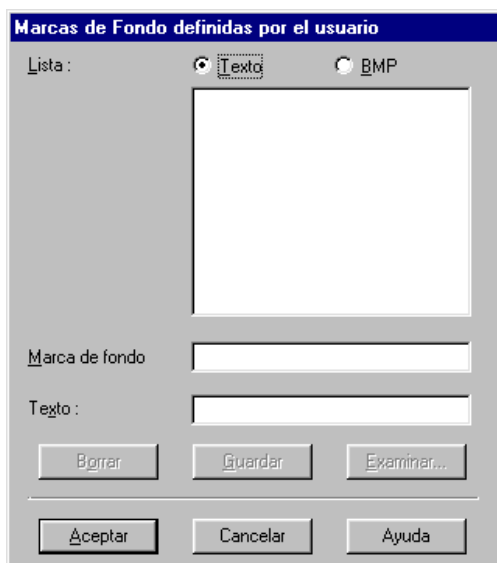 Marcas de Fondo definidas por el usuario
Lista : Texto BMP
Marca de fondo
Texto :
Borrar Guardar Examinar...
Aceptar Cancelar Ayuda